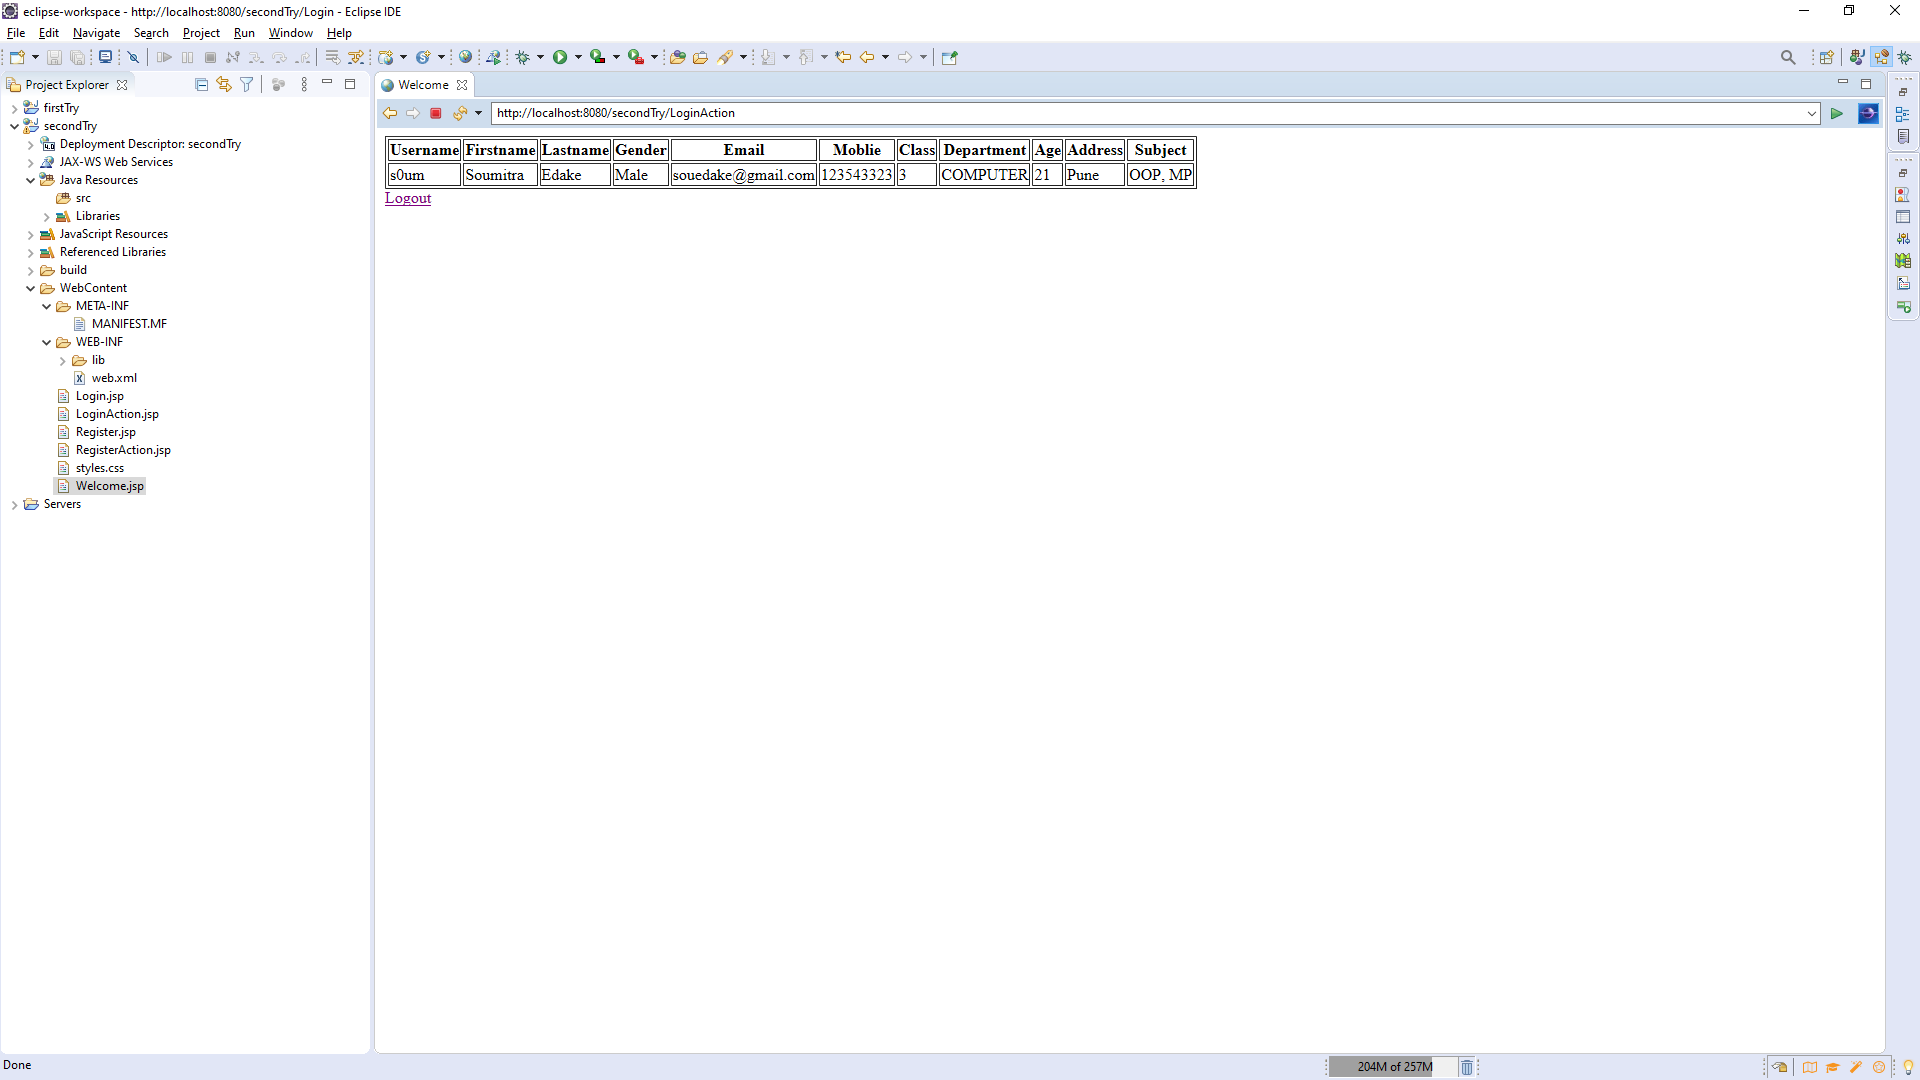 eclipse-workspace - http://localhost:8080/secondTry/Login - Eclipse IDE
File Edit Navigate Search Project Run Window Help
Project Explorer
firstTry
secondTry
Deployment Descriptor: secondTry
JAX-WS Web Services
Java Resources
src
Libraries
JavaScript Resources
Referenced Libraries
build
WebContent
META-INF
MANIFEST.MF
WEB-INF
lib
web.xml
Login.jsp
LoginAction.jsp
Register.jsp
RegisterAction.jsp
styles.css
Welcome.jsp
Servers
Welcome
http://localhost:8080/secondTry/LoginAction
Username Firstname Lastname Gender Email Moblie Class Department Age Address Subject
s0um Soumitra Edake Male souedake@gmail.com 123543323 3 COMPUTER 21 Pune OOP, MP
Logout
Done
204M of 257M